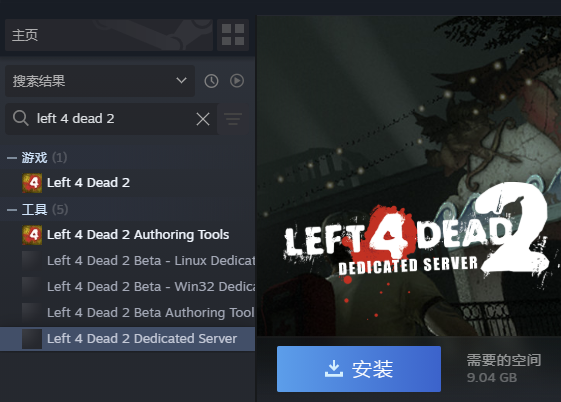 主页
搜索结果
left 4 dead 2
游戏 (1)
Left 4 Dead 2
工具 (5)
Left 4 Dead 2 Authoring Tools
Left 4 Dead 2 Beta - Linux Dedicat
Left 4 Dead 2 Beta - Win32 Dedica
Left 4 Dead 2 Beta Authoring Tool
Left 4 Dead 2 Dedicated Server
LEFT 4 DEAD 2
DEDICATED SERVER
安装
需要的空间
9.04 GB